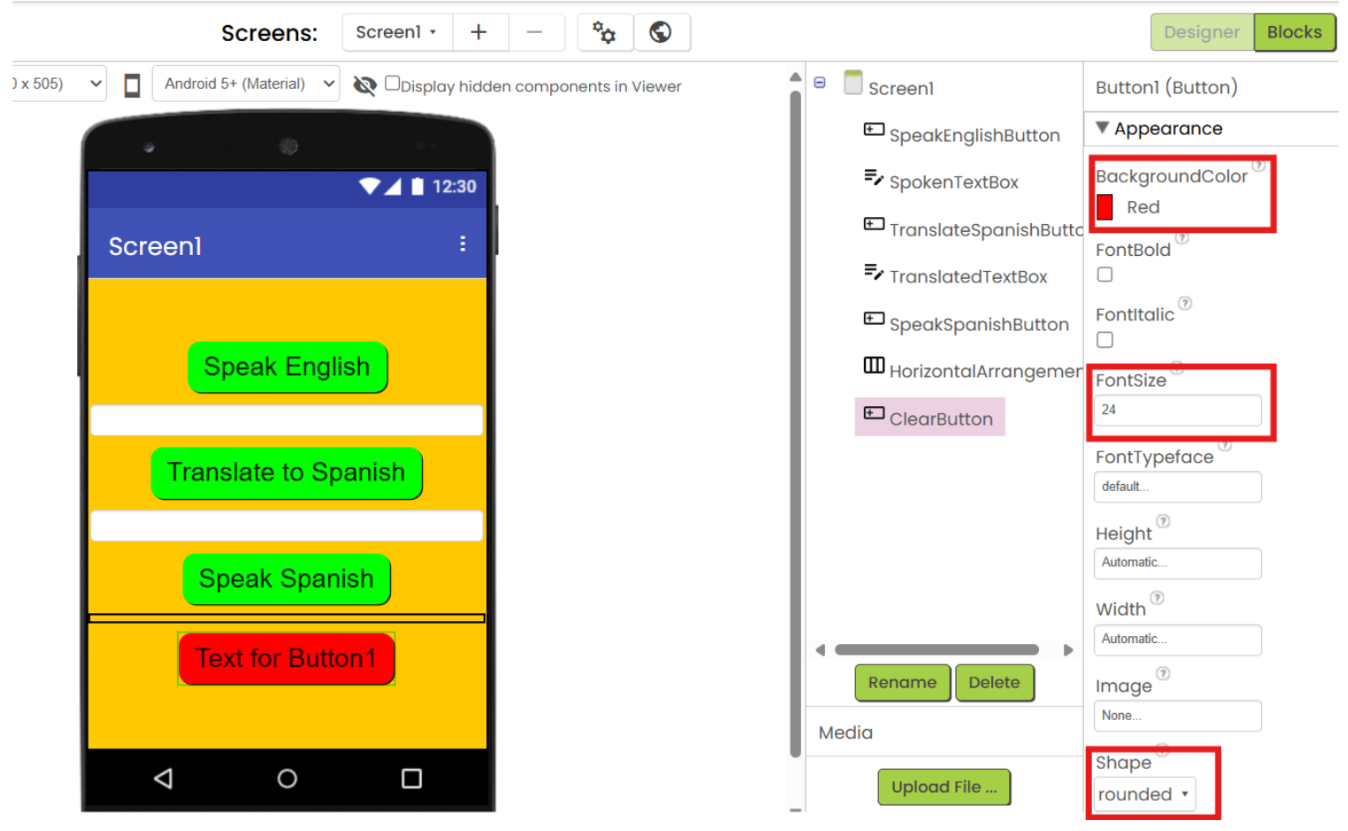 Screens:
Screen1
Designer
Blocks
0 x 505)
Android 5+ (Material)
Display hidden components in Viewer
12:30
Screen1
Speak English
Translate to Spanish
Speak Spanish
Text for Button1
Screen1
SpeakEnglishButton
SpokenTextBox
TranslateSpanishButto
TranslatedTextBox
SpeakSpanishButton
HorizontalArrangemen
ClearButton
Rename
Delete
Media
Upload File ...
Button1 (Button)
Appearance
BackgroundColor ?
Red
FontBold ?
FontItalic ?
FontSize ?
24
FontTypeface ?
default...
Height ?
Automatic...
Width ?
Automatic...
Image ?
None...
Shape ?
rounded